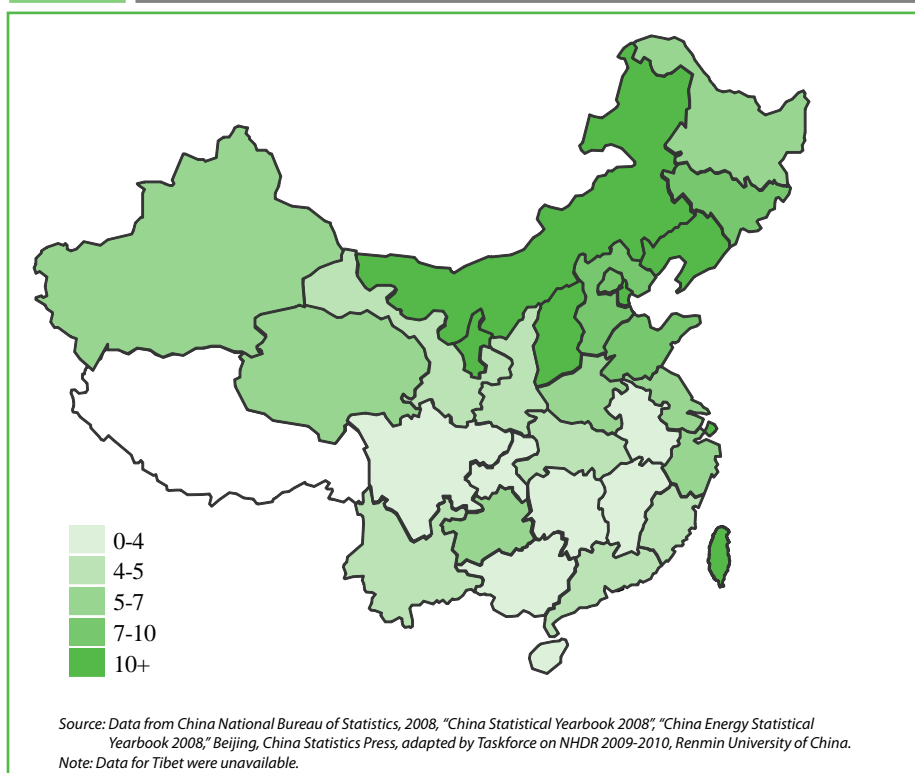 0-4
4-5
5-7
7-10
10+
Source: Data from China National Bureau of Statistics, 2008, “China Statistical Yearbook 2008”, “China Energy Statistical
Yearbook 2008,” Beijing, China Statistics Press, adapted by Taskforce on NHDR 2009-2010, Renmin University of China.
Note: Data for Tibet were unavailable.